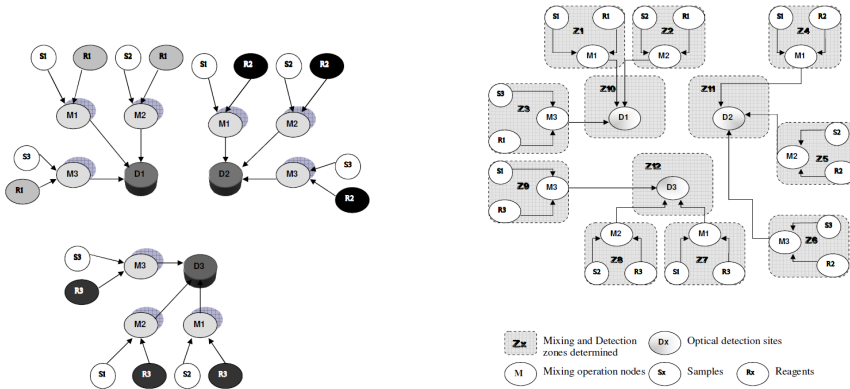 S1 R1 S2 R1
S1 R2 S2 R2
M1 M2 M1 M2
S3 M3 D1 D2 M3 S3
R1 R2
S3 M3 D3
R3
M2 M1
S1 R3 S2 R3
S1 Z1 R1 S2 Z2 R1 S1 Z4 R2
M1 M2 M1
S3 Z3 M3 Z10 D1 Z11 D2
R1 S2
M2 Z5
S1 Z9 M3 Z12 D3 R2
R3
M2 M1 S3
Z8 Z7 M3 Z6
S2 R3 S1 R3 R2
Zx Mixing and Detection Dx Optical detection sites
zones determined
M Mixing operation nodes Sx Samples Rx Reagents